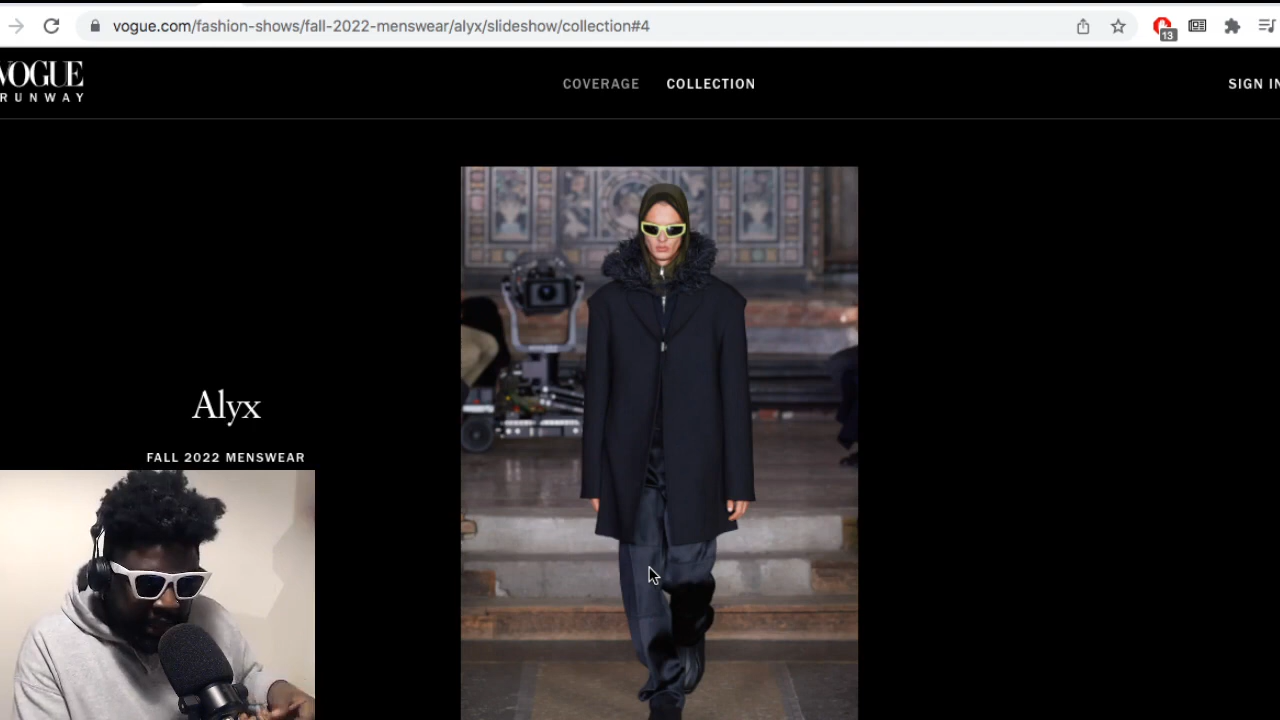 vogue.com/fashion-shows/fall-2022-menswear/alyx/slideshow/collection#4
13
VOGUE
RUNWAY
COVERAGE
COLLECTION
SIGN IN
Alyx
FALL 2022 MENSWEAR